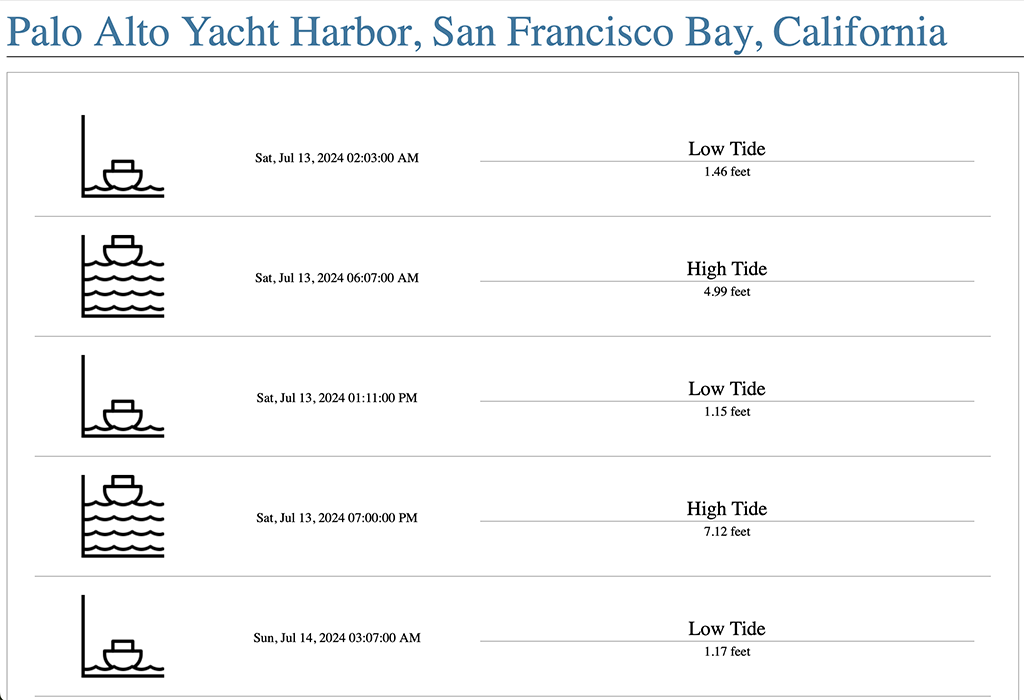 Palo Alto Yacht Harbor, San Francisco Bay, California
Sat, Jul 13, 2024 02:03:00 AM
Low Tide
1.46 feet
Sat, Jul 13, 2024 06:07:00 AM
High Tide
4.99 feet
Sat, Jul 13, 2024 01:11:00 PM
Low Tide
1.15 feet
Sat, Jul 13, 2024 07:00:00 PM
High Tide
7.12 feet
Sun, Jul 14, 2024 03:07:00 AM
Low Tide
1.17 feet